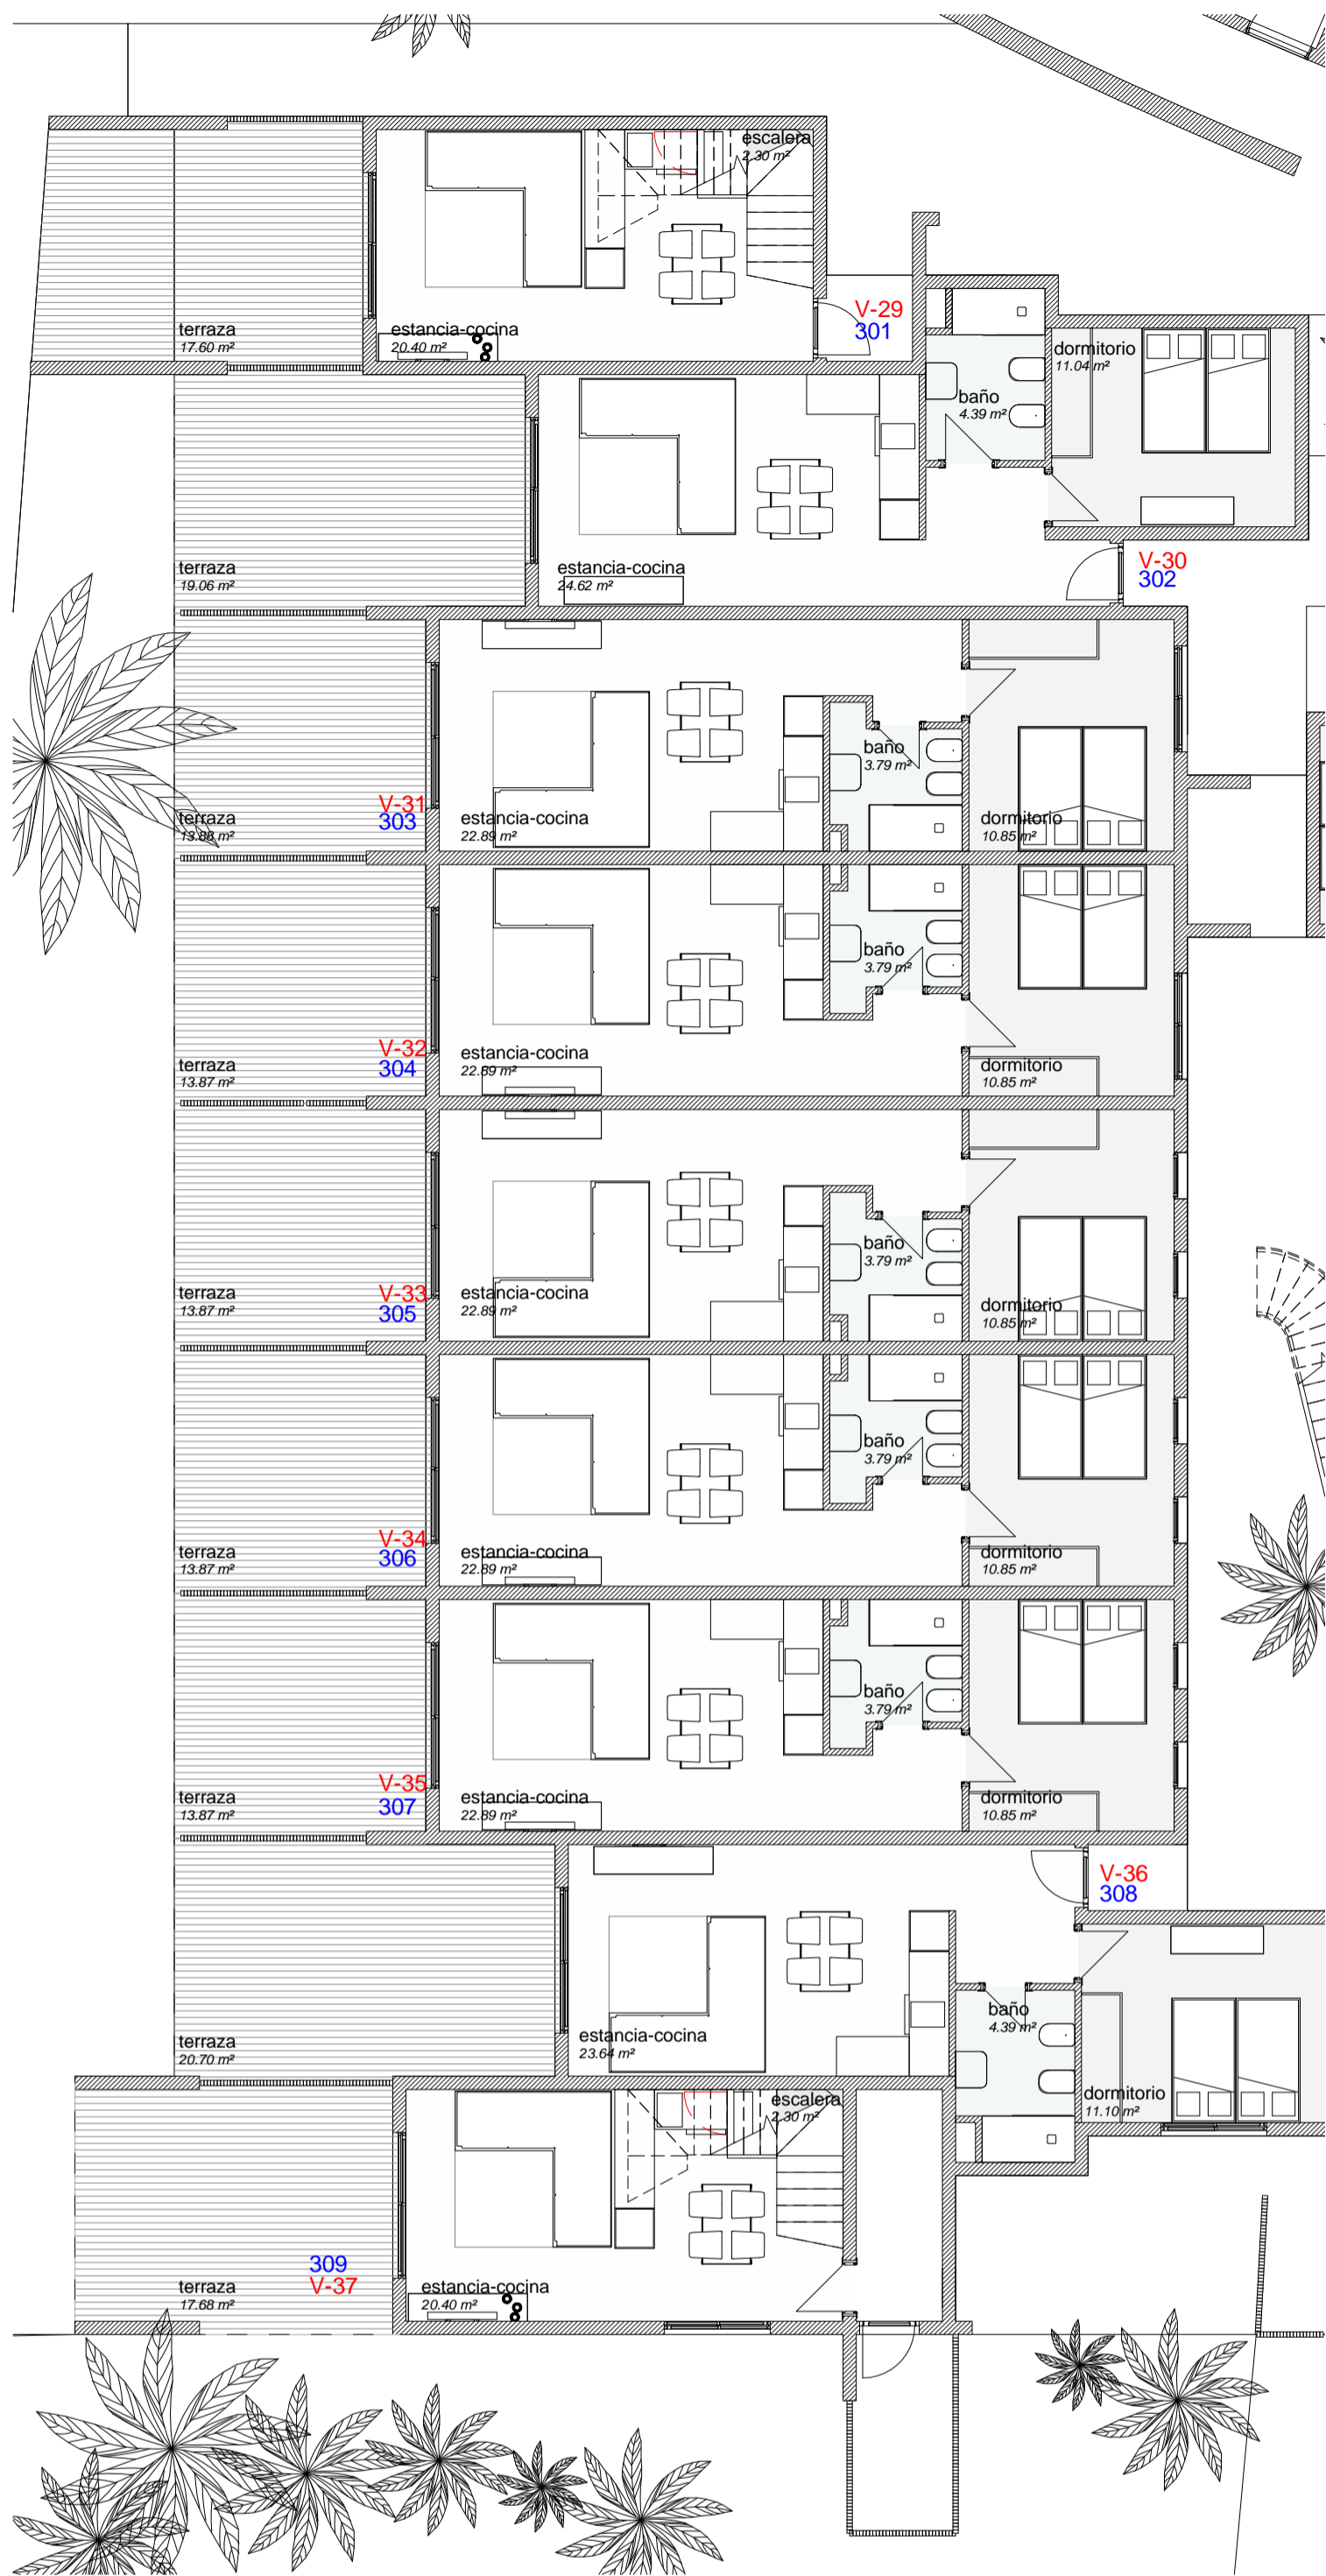 escalera
2.30 m²
V-29
301
terraza
17.60 m²
estancia-cocina
20.40 m²
dormitorio
11.04 m²
baño
4.39 m²
V-30
302
terraza
19.06 m²
estancia-cocina
24.62 m²
baño
3.79 m²
V-31
303
terraza
13.88 m²
estancia-cocina
22.89 m²
dormitorio
10.85 m²
baño
3.79 m²
V-32
304
terraza
13.87 m²
estancia-cocina
22.89 m²
dormitorio
10.85 m²
baño
3.79 m²
V-33
305
terraza
13.87 m²
estancia-cocina
22.89 m²
dormitorio
10.85 m²
baño
3.79 m²
V-34
306
terraza
13.87 m²
estancia-cocina
22.89 m²
dormitorio
10.85 m²
baño
3.79 m²
V-35
307
terraza
13.87 m²
estancia-cocina
22.89 m²
dormitorio
10.85 m²
V-36
308
baño
4.39 m²
terraza
20.70 m²
estancia-cocina
23.64 m²
dormitorio
11.10 m²
escalera
2.30 m²
309
V-37
terraza
17.68 m²
estancia-cocina
20.40 m²